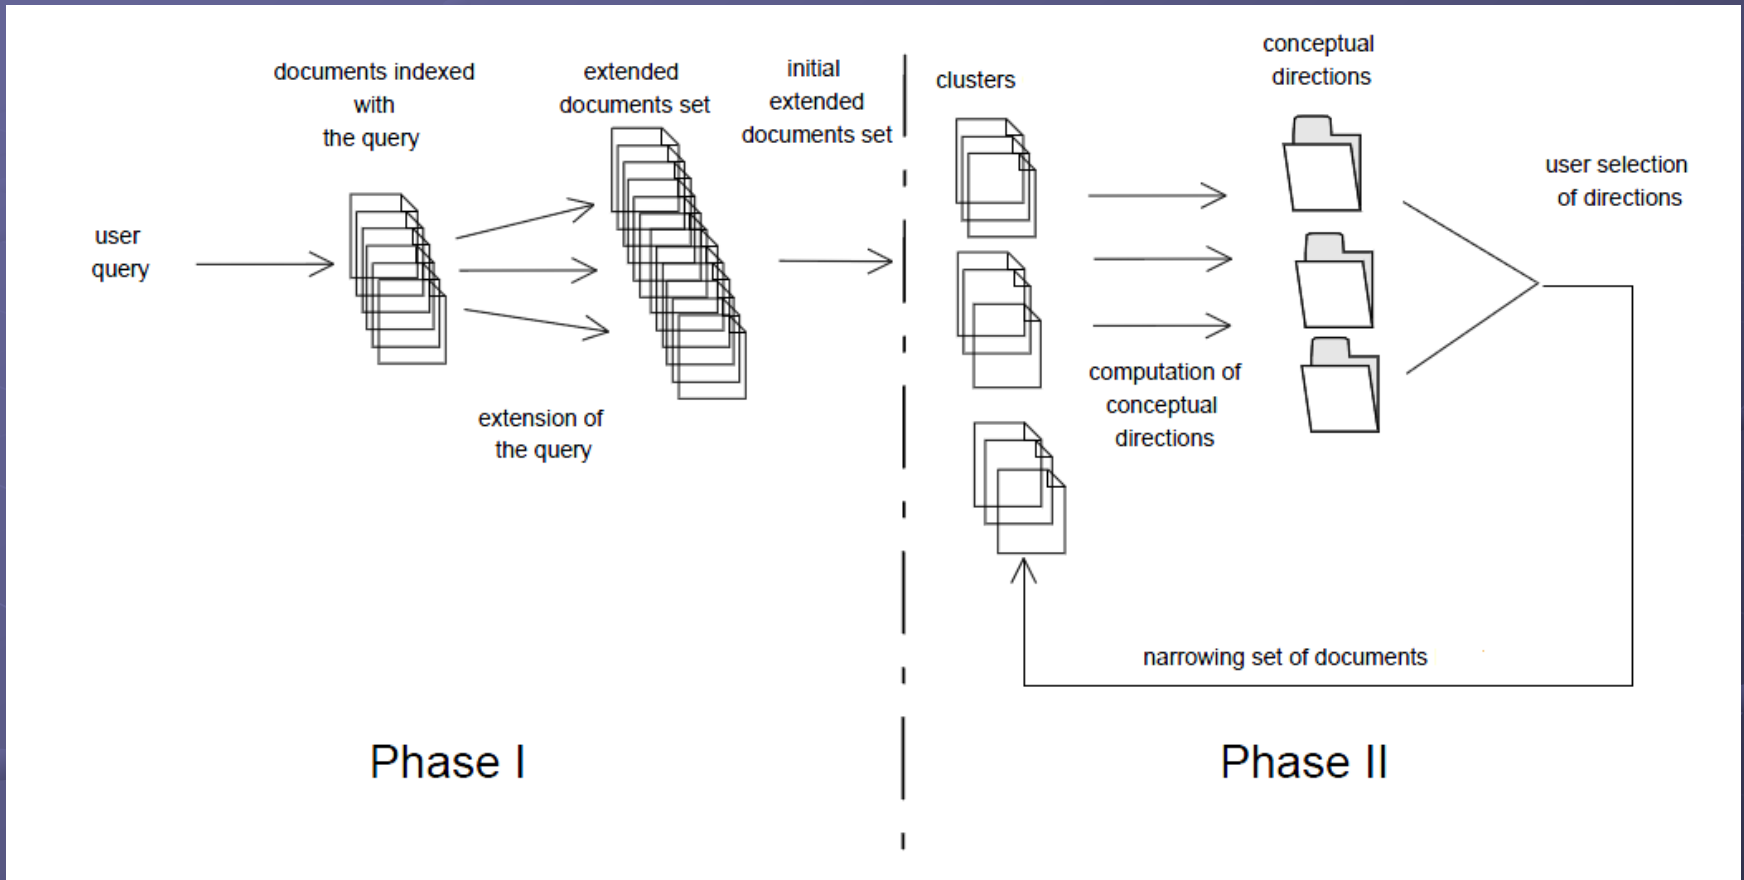 user
query
documents indexed
with
the query
extension of
the query
extended
documents set
initial
extended
documents set
clusters
computation of
conceptual
directions
conceptual
directions
user selection
of directions
narrowing set of documents
Phase I
Phase II